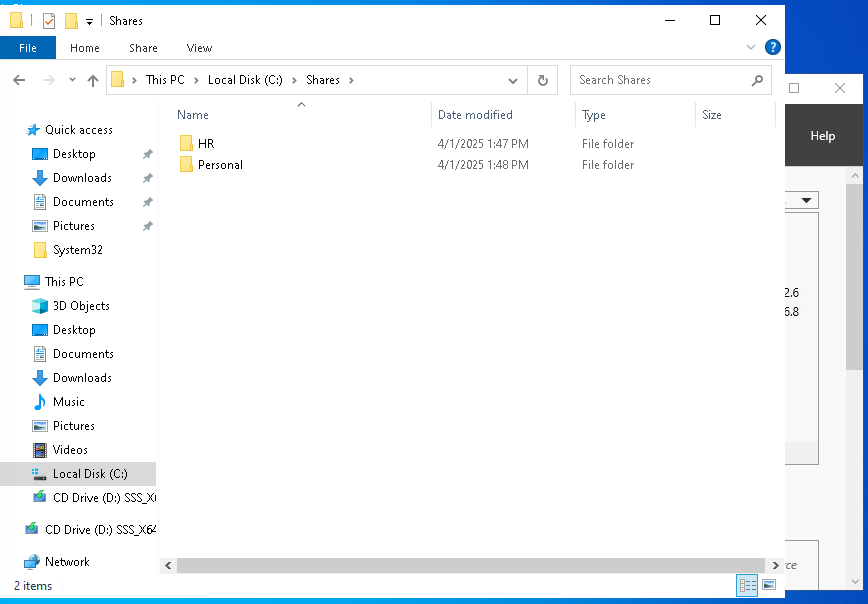 Shares
File Home Share View
This PC Local Disk (C:) Shares
Search Shares
Name Date modified Type Size
HR 4/1/2025 1:47 PM File folder
Personal 4/1/2025 1:48 PM File folder
Quick access
Desktop
Downloads
Documents
Pictures
System32
This PC
3D Objects
Desktop
Documents
Downloads
Music
Pictures
Videos
Local Disk (C:)
CD Drive (D:) SSS_X6
CD Drive (D:) SSS_X64
Network
2 items
Help
2.6
6.8